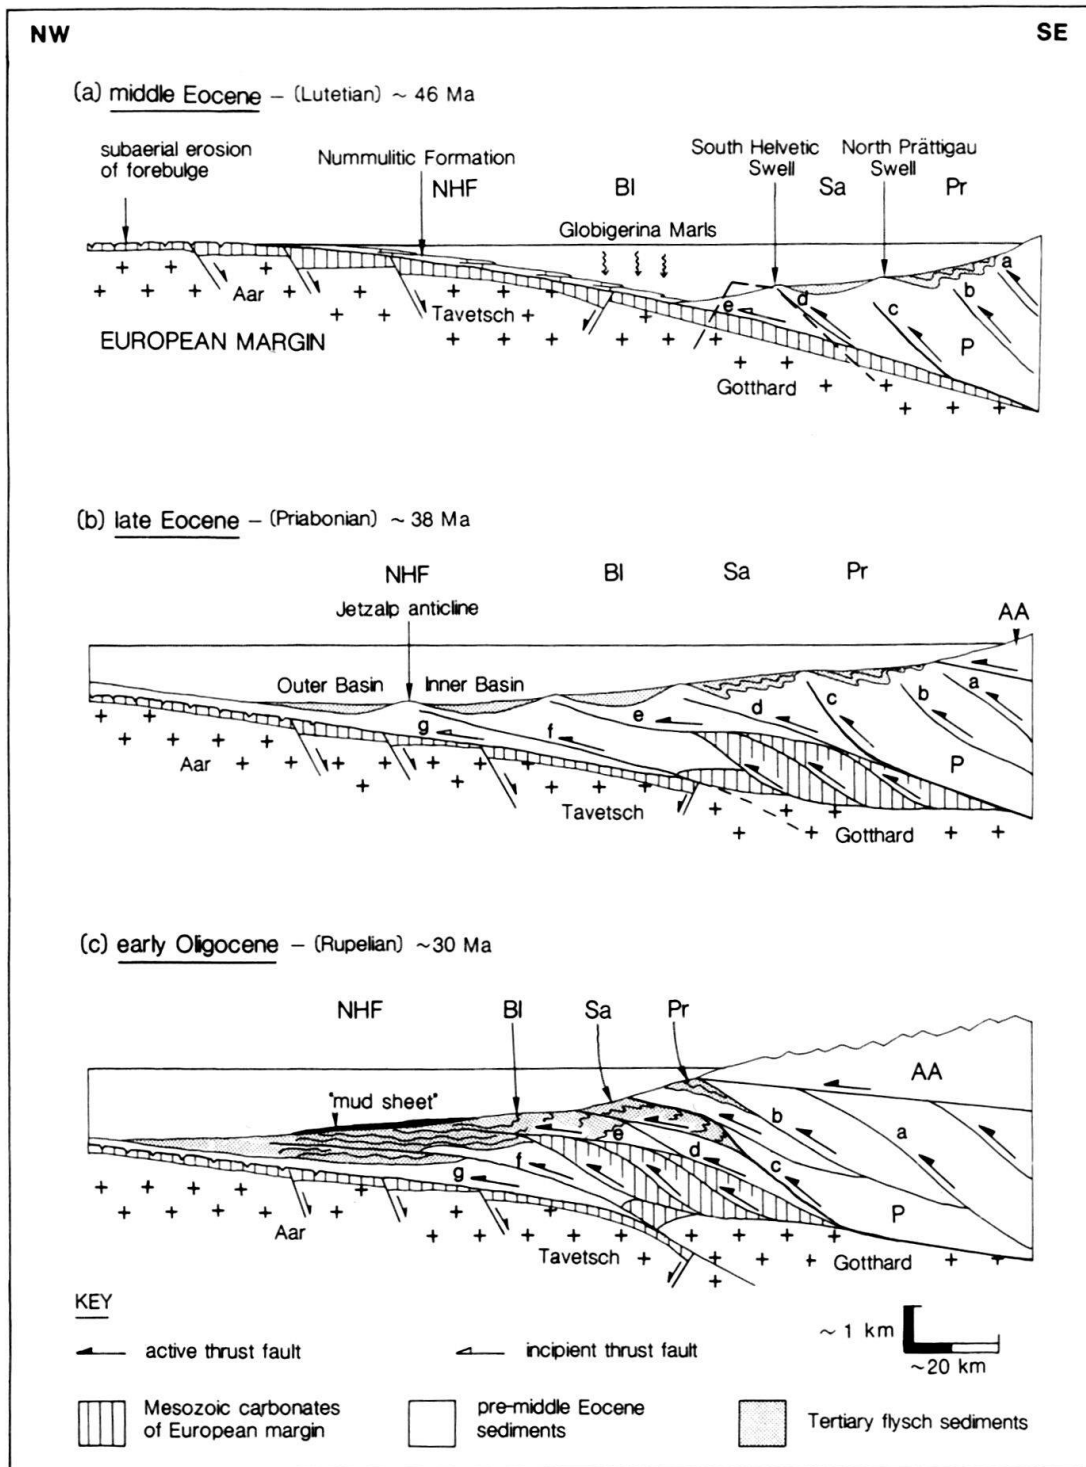 NW SE
(a) middle Eocene – (Lutetian) ~ 46 Ma
subaerial erosion
of forebulge
Nummulitic Formation
South Helvetic
Swell
North Prättigau
Swell
NHF Bl Sa Pr
Globigerina Marls
a
b
c
d
e
P
Aar
Tavetsch
EUROPEAN MARGIN
Gotthard
(b) late Eocene – (Priabonian) ~ 38 Ma
NHF Bl Sa Pr
Jetzalp anticline
AA
Outer Basin Inner Basin
a
b
c
d
e
f
g
P
Aar
Tavetsch
Gotthard
(c) early Oligocene – (Rupelian) ~30 Ma
NHF Bl Sa Pr
AA
"mud sheet"
a
b
c
d
e
f
g
P
Aar
Tavetsch
Gotthard
KEY
active thrust fault
incipient thrust fault
~ 1 km
~20 km
Mesozoic carbonates
of European margin
pre-middle Eocene
sediments
Tertiary flysch sediments